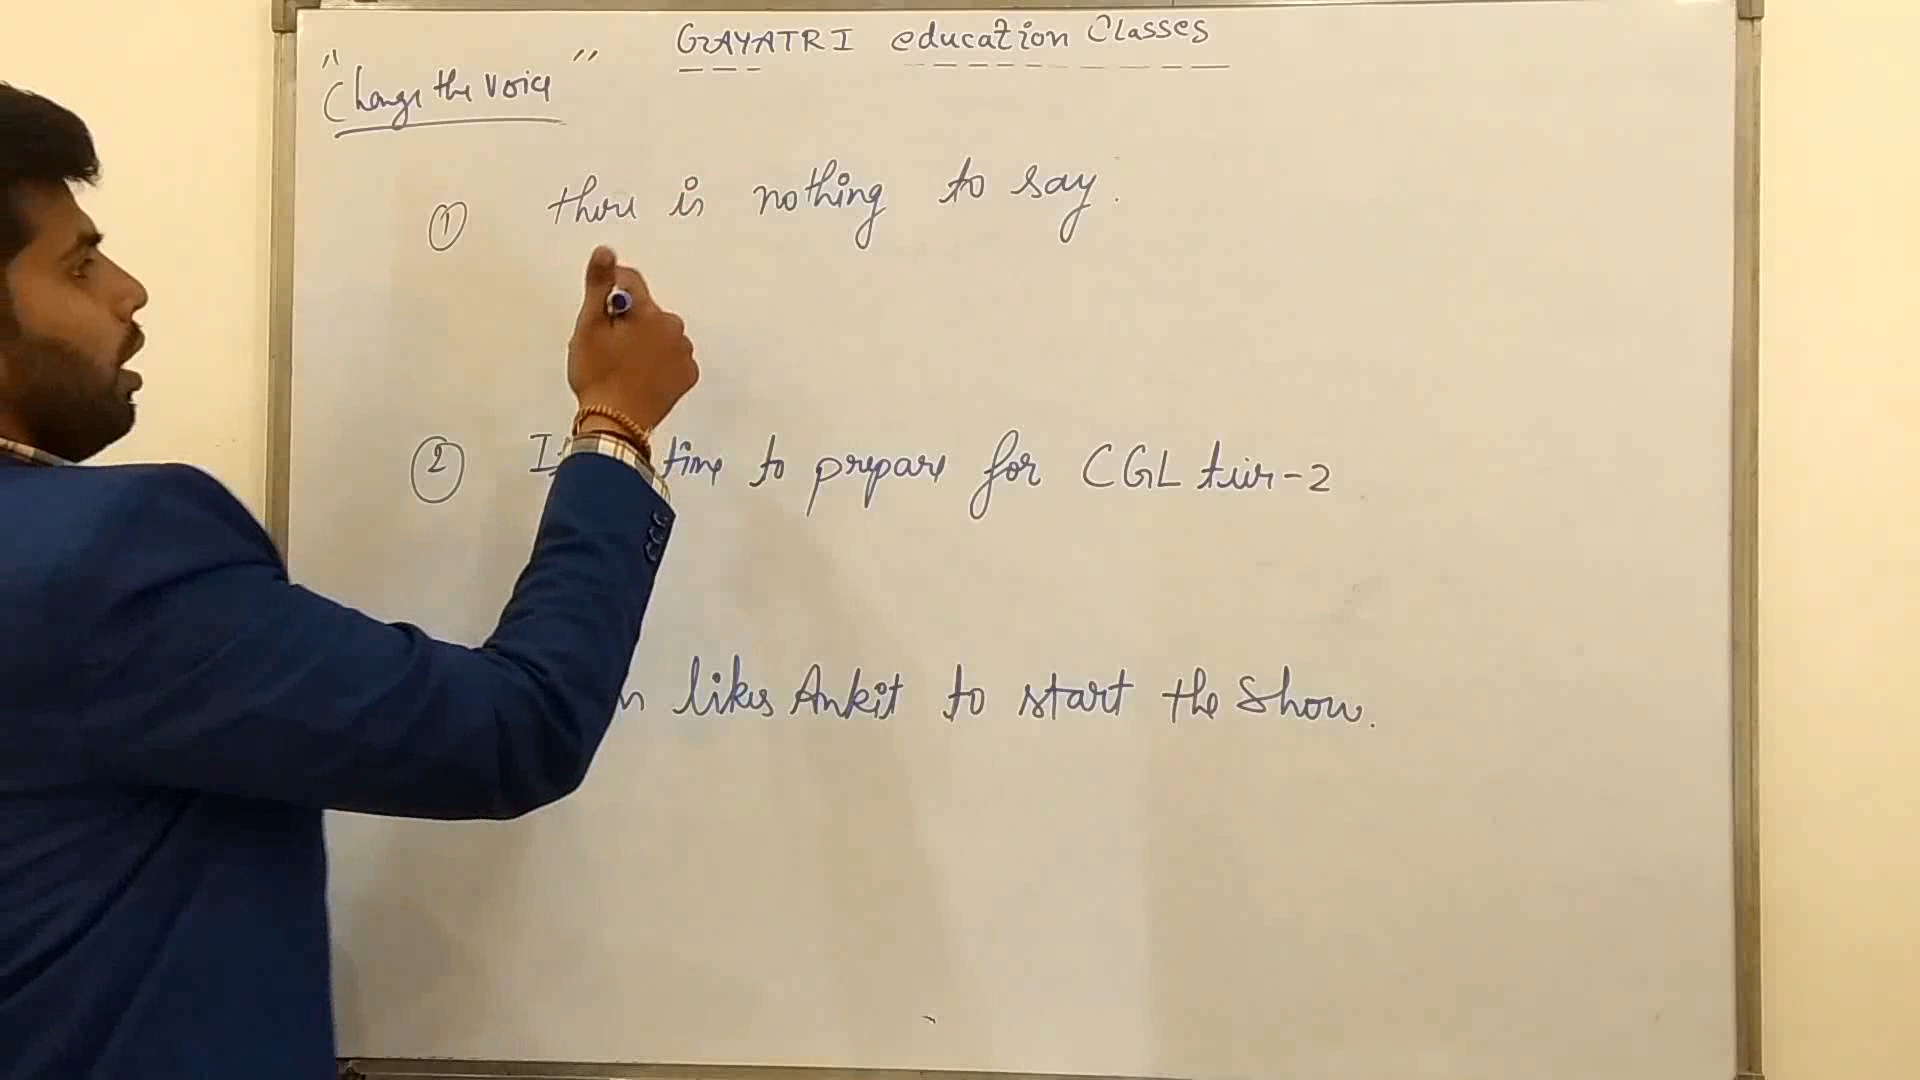 GAYATRI education Classes
"Change the Voice"
① there is nothing to say.
② time to prepare for CGL tier-2
likes Ankit to start the Show.